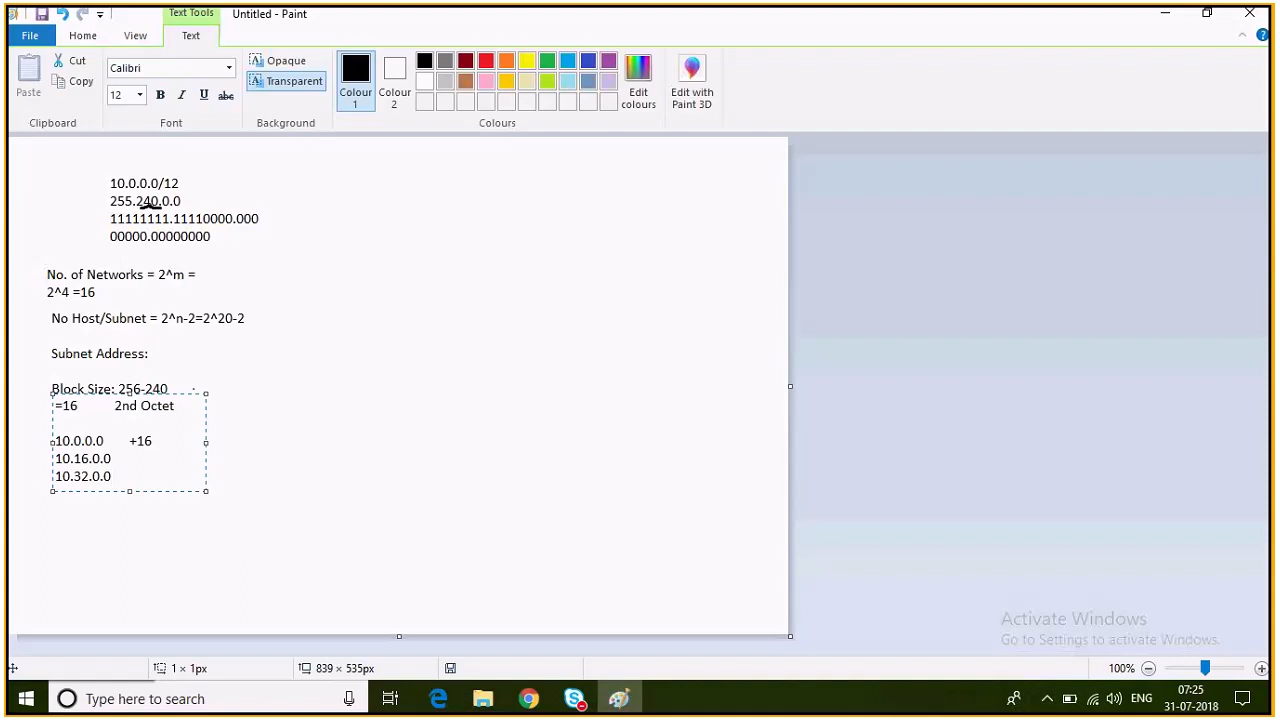 Text Tools
Untitled - Paint
File
Home
View
Text
Paste
Cut
Copy
Clipboard
Calibri
12
B I U abc
Font
Opaque
Transparent
Background
Colour 1
Colour 2
Edit colours
Colours
Edit with Paint 3D
10.0.0.0/12
255.240.0.0
11111111.11110000.000
00000.00000000
No. of Networks = 2^m =
2^4 =16
No Host/Subnet = 2^n-2=2^20-2
Subnet Address:
Block Size: 256-240
=16 2nd Octet
10.0.0.0 +16
10.16.0.0
10.32.0.0
Activate Windows
Go to Settings to activate Windows.
1 × 1px
839 × 535px
100%
Type here to search
ENG
07:25
31-07-2018